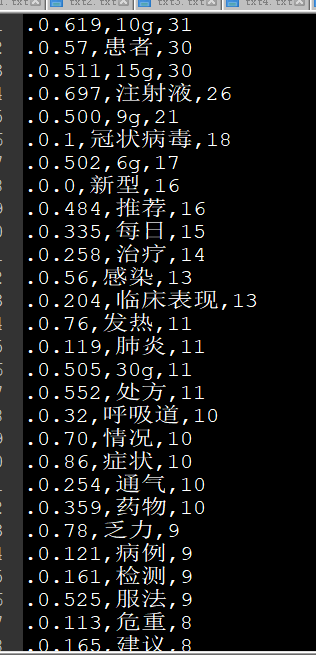 1.txt txt2.txt txt3.txt txt4.txt
.0.619,10g,31
.0.57,患者,30
.0.511,15g,30
.0.697,注射液,26
.0.500,9g,21
.0.1,冠状病毒,18
.0.502,6g,17
.0.0,新型,16
.0.484,推荐,16
.0.335,每日,15
.0.258,治疗,14
.0.56,感染,13
.0.204,临床表现,13
.0.76,发热,11
.0.119,肺炎,11
.0.505,30g,11
.0.552,处方,11
.0.32,呼吸道,10
.0.70,情况,10
.0.86,症状,10
.0.254,通气,10
.0.359,药物,10
.0.78,乏力,9
.0.121,病例,9
.0.161,检测,9
.0.525,服法,9
.0.113,危重,8
.0.165,建议,8